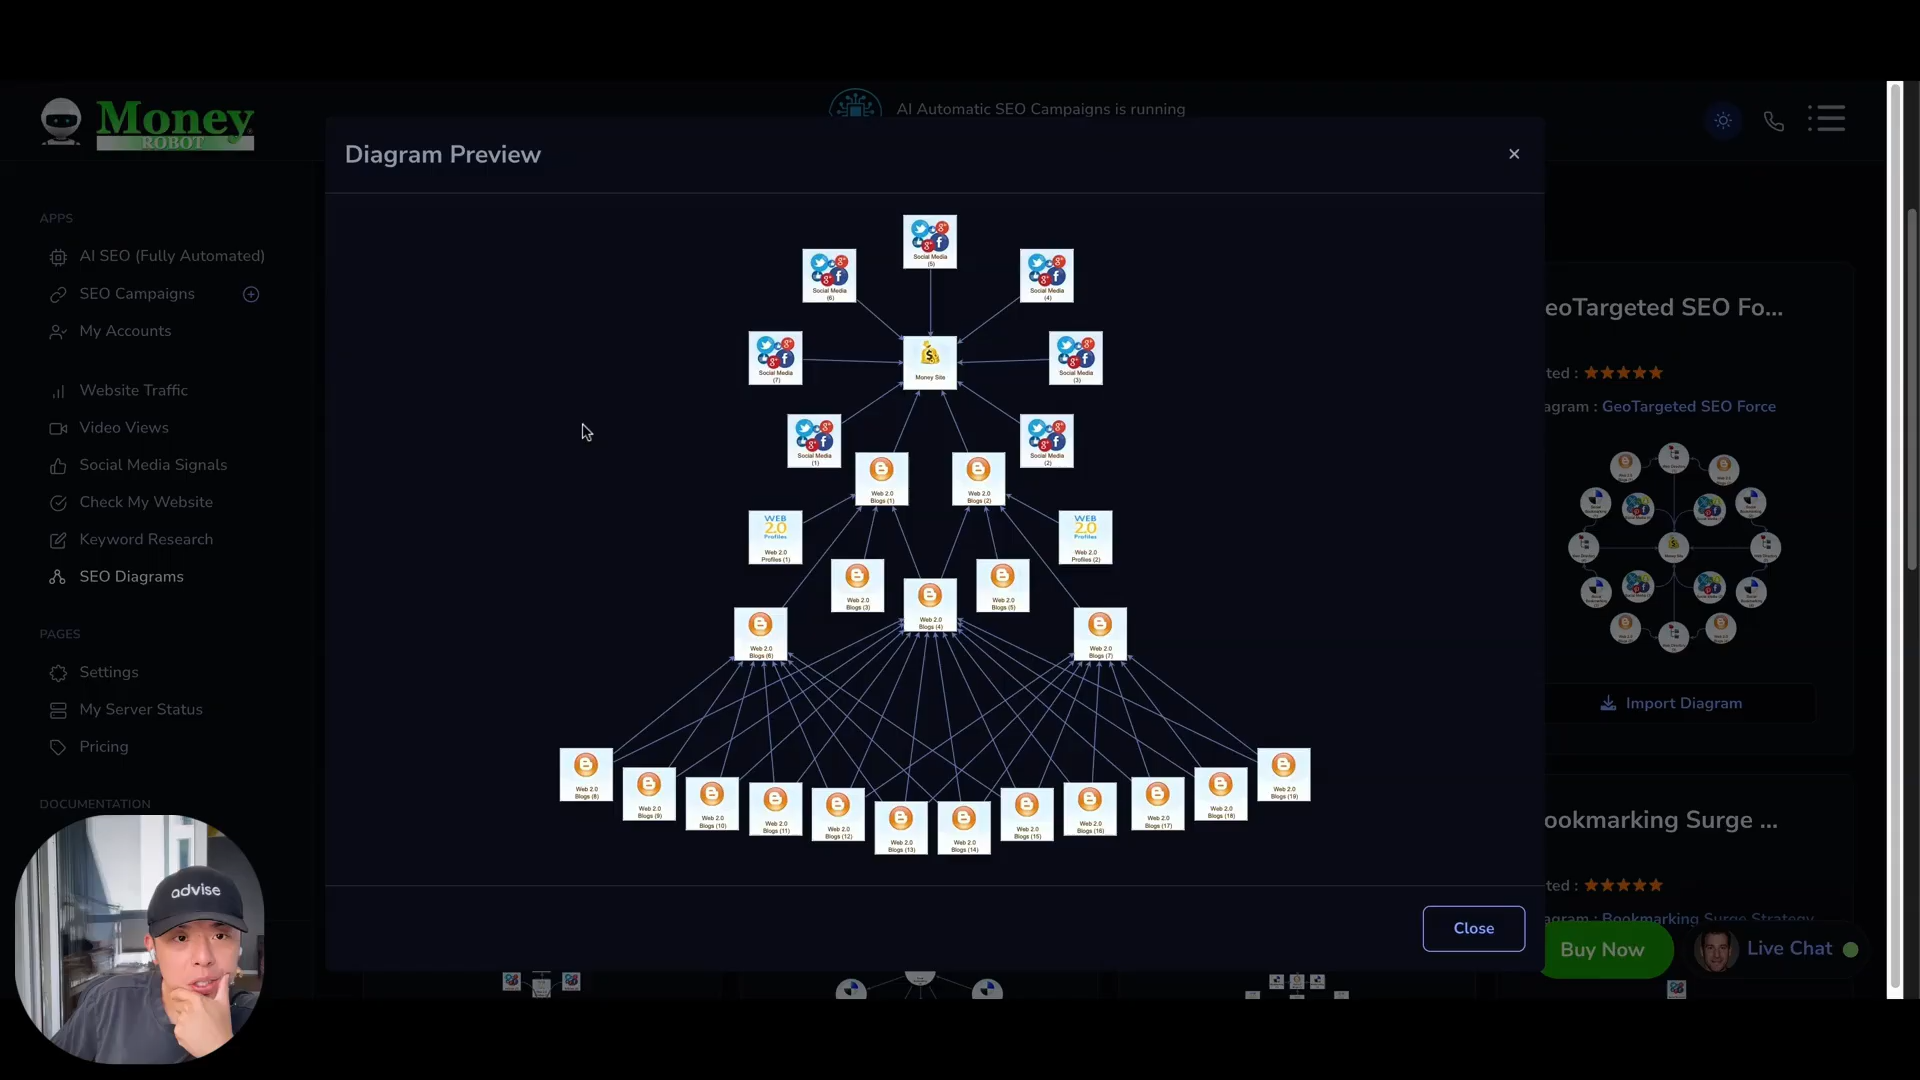 Money
ROBOT
AI Automatic SEO Campaigns is running
Diagram Preview
APPS
AI SEO (Fully Automated)
SEO Campaigns
My Accounts
Website Traffic
Video Views
Social Media Signals
Check My Website
Keyword Research
SEO Diagrams
PAGES
Settings
My Server Status
Pricing
DOCUMENTATION
advise
Social Media
(5)
Social Media
(6)
Social Media
(4)
Social Media
(7)
Money Site
Social Media
(3)
Social Media
(1)
Social Media
(2)
Web 2.0
Blogs (1)
Web 2.0
Blogs (2)
WEB
2.0
Profiles
Web 2.0
Profiles (1)
WEB
2.0
Profiles
Web 2.0
Profiles (2)
Web 2.0
Blogs (3)
Web 2.0
Blogs (4)
Web 2.0
Blogs (5)
Web 2.0
Blogs (6)
Web 2.0
Blogs (7)
Web 2.0
Blogs (8)
Web 2.0
Blogs (9)
Web 2.0
Blogs (10)
Web 2.0
Blogs (11)
Web 2.0
Blogs (12)
Web 2.0
Blogs (13)
Web 2.0
Blogs (14)
Web 2.0
Blogs (15)
Web 2.0
Blogs (16)
Web 2.0
Blogs (17)
Web 2.0
Blogs (18)
Web 2.0
Blogs (19)
Close
eoTargeted SEO Fo...
ted :
agram : GeoTargeted SEO Force
Money Site
Import Diagram
ookmarking Surge ...
ted :
agram : Bookmarking Surge Strategy
Buy Now
Live Chat